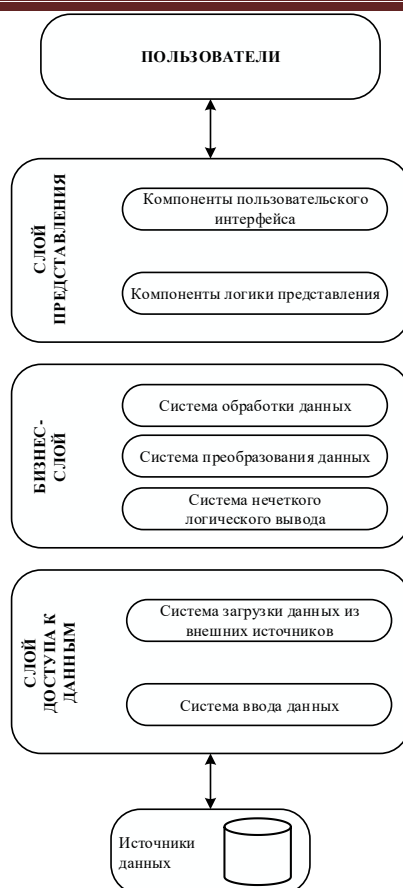 ПОЛЬЗОВАТЕЛИ
СЛОЙ
ПРЕДСТАВЛЕНИЯ
Компоненты пользовательского
интерфейса
Компоненты логики представления
БИЗНЕС-
СЛОЙ
Система обработки данных
Система преобразования данных
Система нечеткого
логического вывода
СЛОЙ
ДОСТУПА К
ДАННЫМ
Система загрузки данных из
внешних источников
Система ввода данных
Источники
данных